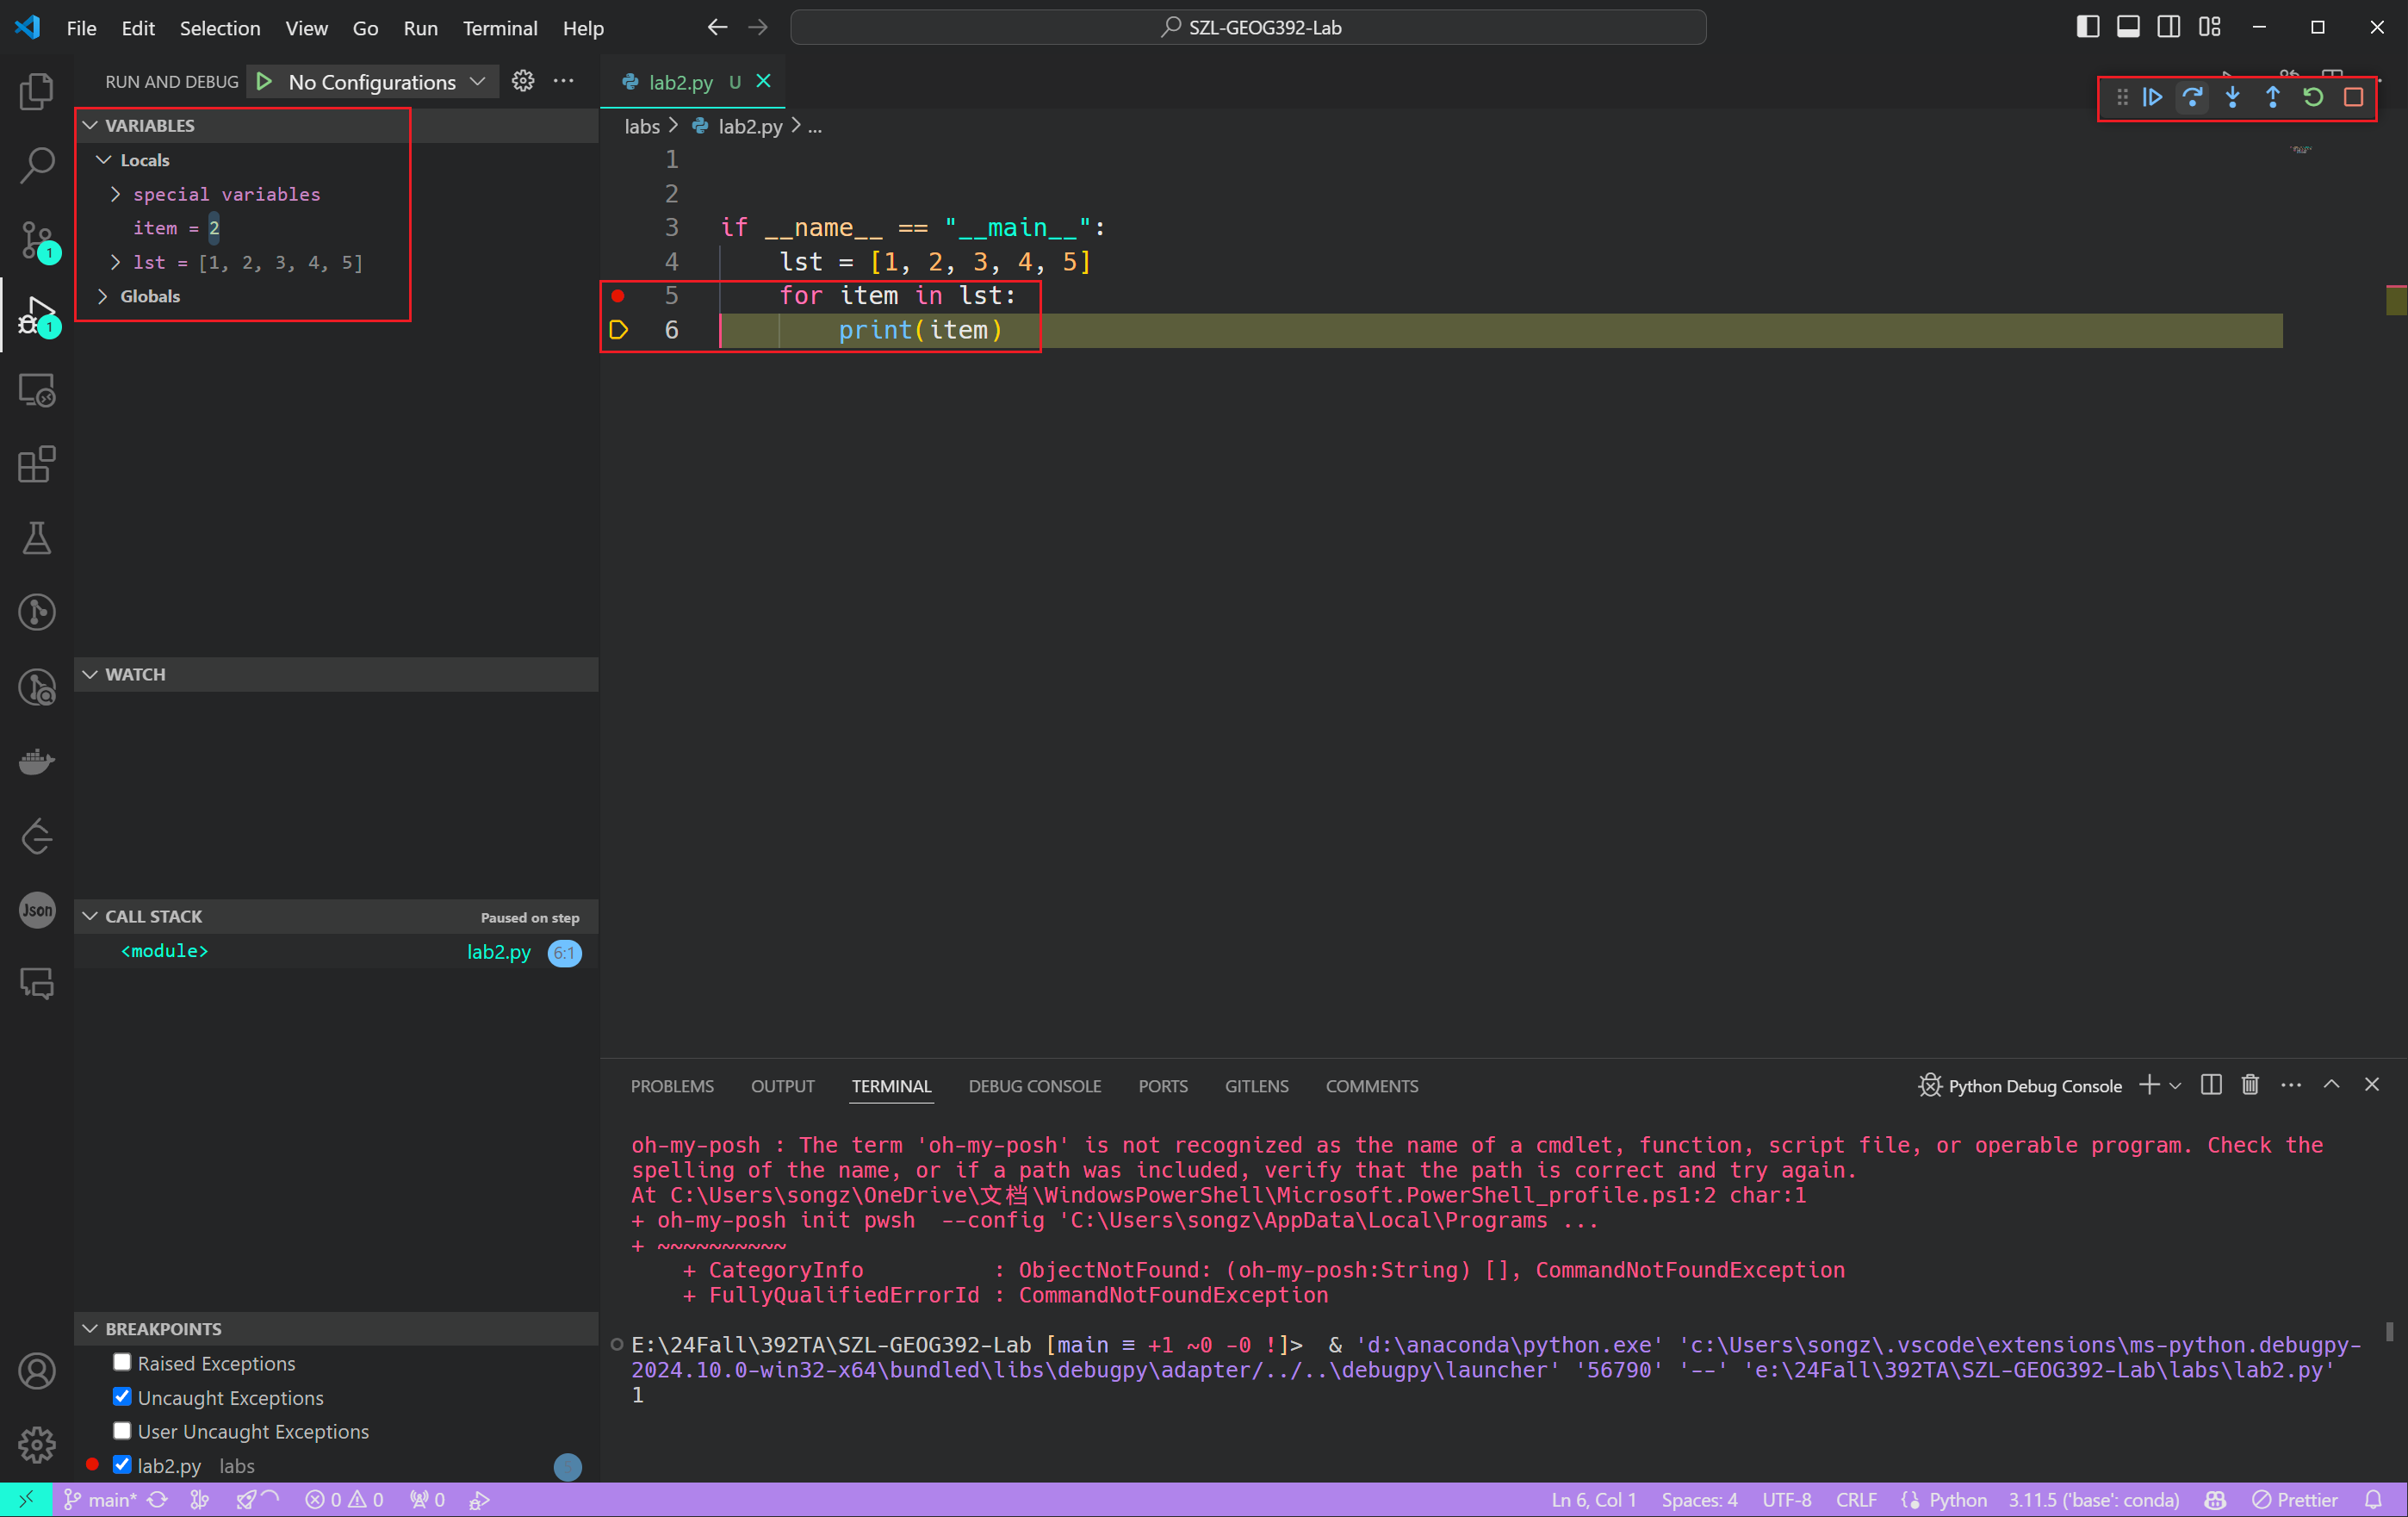 File Edit Selection View Go Run Terminal Help
SZL-GEOG392-Lab
RUN AND DEBUG
No Configurations
lab2.py U
VARIABLES
Locals
special variables
item = 2
lst = [1, 2, 3, 4, 5]
Globals
labs > lab2.py > ...
1
2
3 if __name__ == "__main__":
4 lst = [1, 2, 3, 4, 5]
5 for item in lst:
6 print(item)
1
1
WATCH
CALL STACK
Paused on step
<module>
lab2.py 6:1
Json
BREAKPOINTS
Raised Exceptions
Uncaught Exceptions
User Uncaught Exceptions
lab2.py labs
PROBLEMS OUTPUT TERMINAL DEBUG CONSOLE PORTS GITLENS COMMENTS
Python Debug Console
oh-my-posh : The term 'oh-my-posh' is not recognized as the name of a cmdlet, function, script file, or operable program. Check the
spelling of the name, or if a path was included, verify that the path is correct and try again.
At C:\Users\songz\OneDrive\文档\WindowsPowerShell\Microsoft.PowerShell_profile.ps1:2 char:1
+ oh-my-posh init pwsh  --config 'C:\Users\songz\AppData\Local\Programs ...
+ ~~~~~~~~~~
    + CategoryInfo          : ObjectNotFound: (oh-my-posh:String) [], CommandNotFoundException
    + FullyQualifiedErrorId : CommandNotFoundException
E:\24Fall\392TA\SZL-GEOG392-Lab [main ≡ +1 ~0 -0 !]>  & 'd:\anaconda\python.exe' 'c:\Users\songz\.vscode\extensions\ms-python.debugpy-
2024.10.0-win32-x64\bundled\libs\debugpy\adapter/../..\debugpy\launcher' '56790' '--' 'e:\24Fall\392TA\SZL-GEOG392-Lab\labs\lab2.py'
1
main* 0 0 0
Ln 6, Col 1 Spaces: 4 UTF-8 CRLF Python 3.11.5 ('base': conda) Prettier